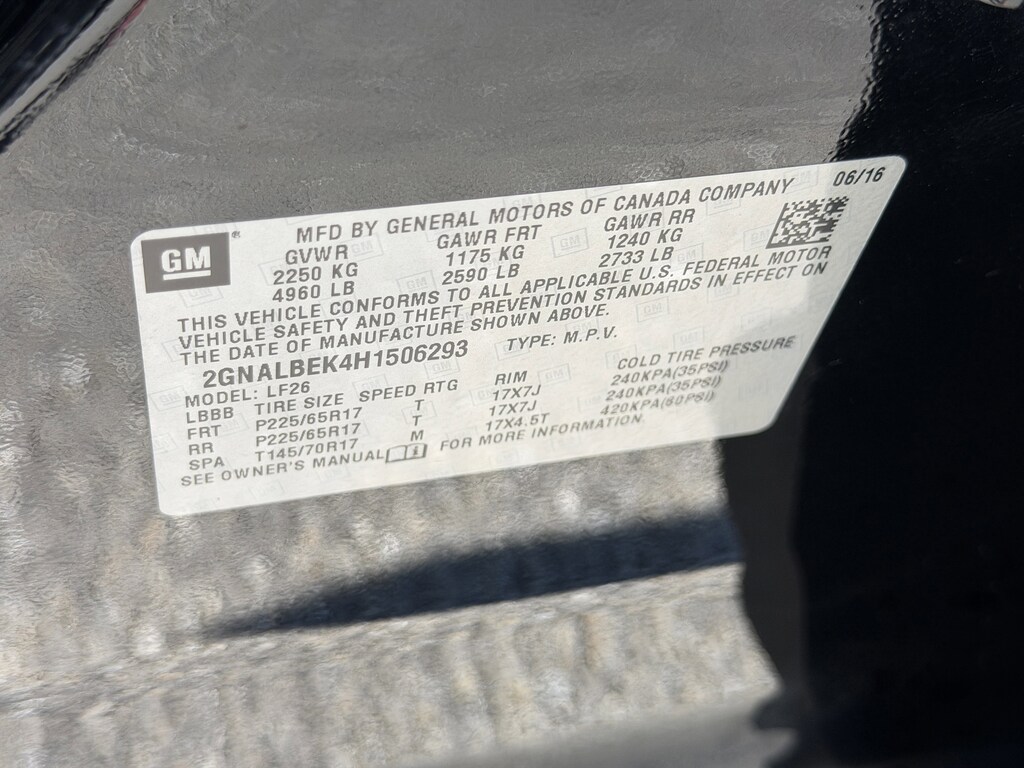 GM®
MFD BY GENERAL MOTORS OF CANADA COMPANY 06/16
GVWR GAWR FRT GAWR RR
2250 KG 1175 KG 1240 KG
4960 LB 2590 LB 2733 LB
THIS VEHICLE CONFORMS TO ALL APPLICABLE U.S. FEDERAL MOTOR
VEHICLE SAFETY AND THEFT PREVENTION STANDARDS IN EFFECT ON
THE DATE OF MANUFACTURE SHOWN ABOVE.
2GNALBEK4H1506293 TYPE: M.P.V.
MODEL: LF26
LBBB TIRE SIZE SPEED RTG RIM COLD TIRE PRESSURE
FRT P225/65R17 T 17X7J 240KPA(35PSI)
RR P225/65R17 T 17X7J 240KPA(35PSI)
SPA T145/70R17 M 17X4.5T 420KPA(60PSI)
SEE OWNER'S MANUAL FOR MORE INFORMATION.